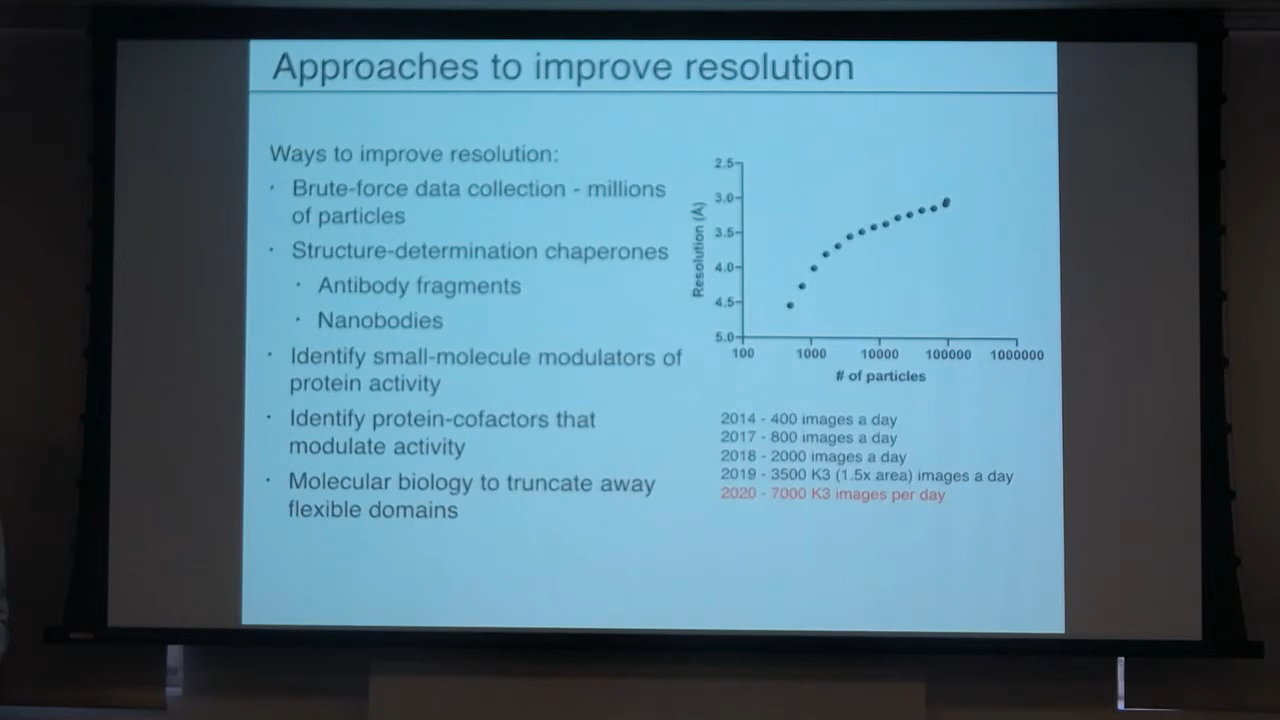 Approaches to improve resolution
Ways to improve resolution:
· Brute-force data collection - millions
of particles
· Structure-determination chaperones
· Antibody fragments
· Nanobodies
· Identify small-molecule modulators of
protein activity
· Identify protein-cofactors that
modulate activity
· Molecular biology to truncate away
flexible domains
Resolution (Å)
2.5
3.0
3.5
4.0
4.5
5.0
100 1000 10000 100000 1000000
# of particles
2014 - 400 images a day
2017 - 800 images a day
2018 - 2000 images a day
2019 - 3500 K3 (1.5x area) images a day
2020 - 7000 K3 images per day